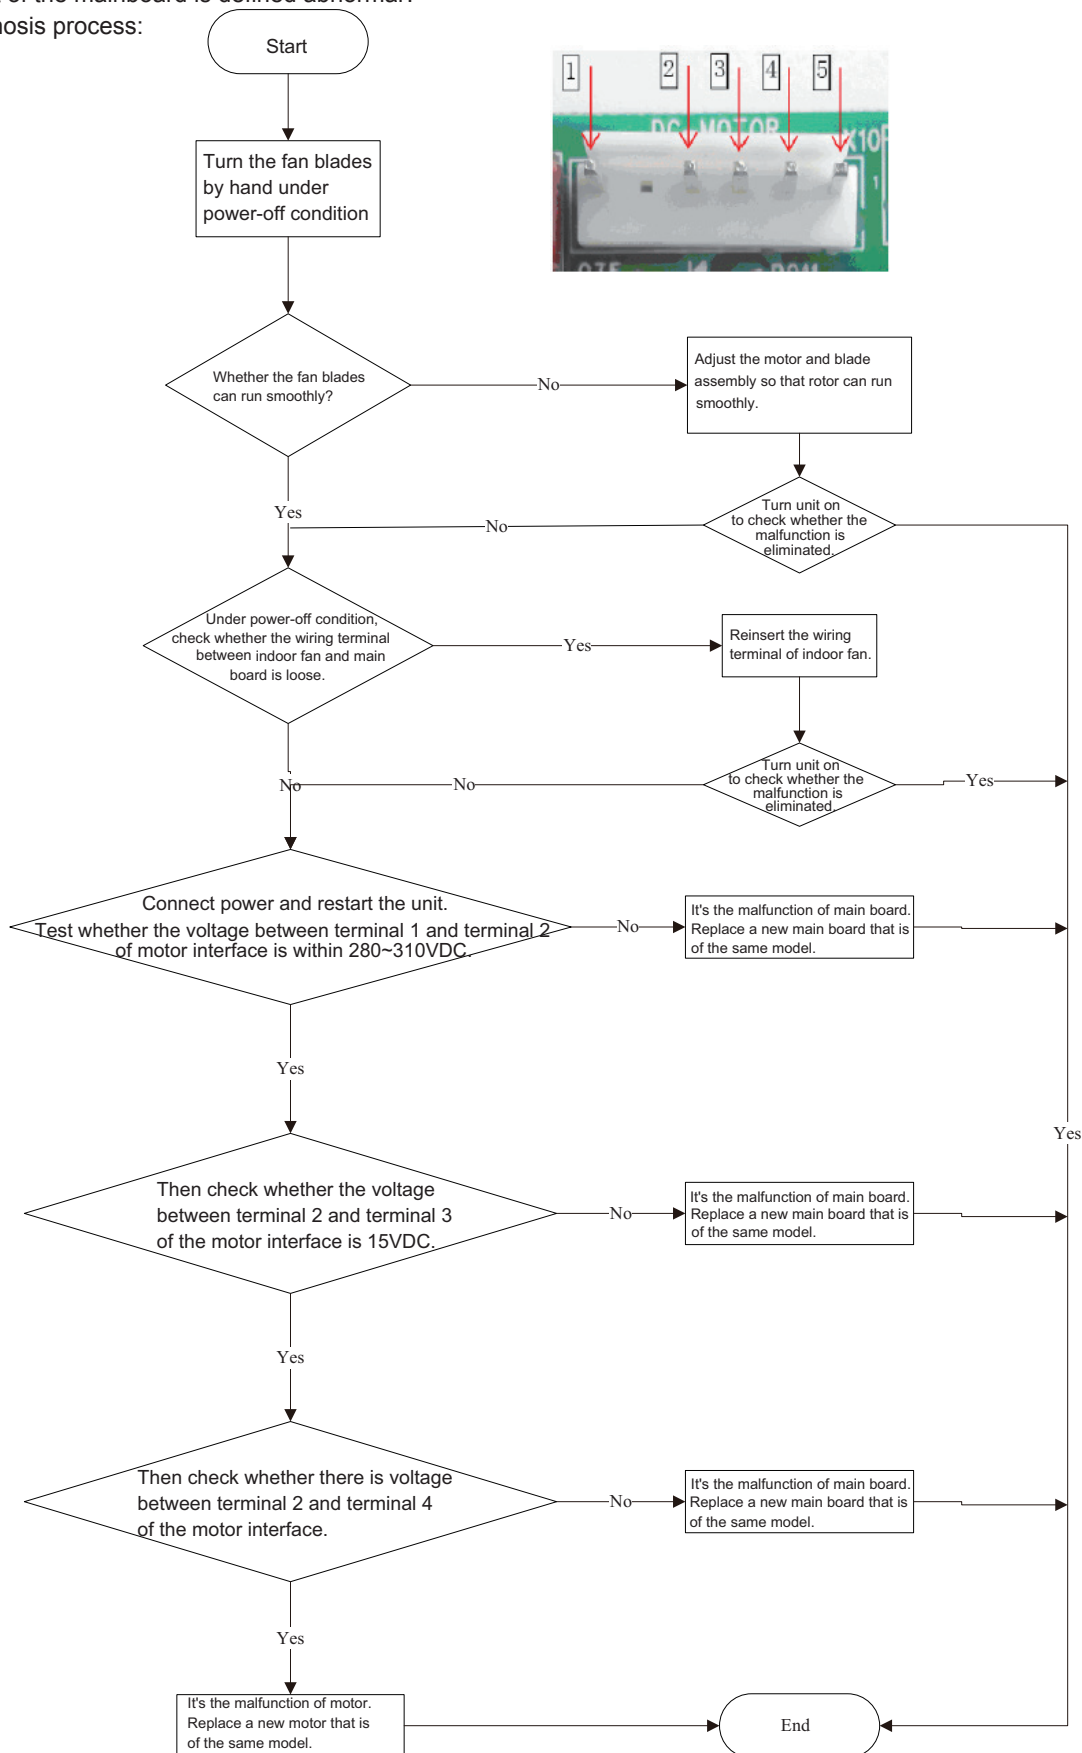 nosis process:
Start
1
2
3
4
5
DC-MOTOR
1
Turn the fan blades
by hand under
power-off condition
Whether the fan blades
can run smoothly?
No
Adjust the motor and blade
assembly so that rotor can run
smoothly.
Yes
No
Turn unit on
to check whether the
malfunction is
eliminated.
Under power-off condition,
check whether the wiring terminal
between indoor fan and main
board is loose.
Yes
Reinsert the wiring
terminal of indoor fan.
No
No
Turn unit on
to check whether the
malfunction is
eliminated.
Yes
Connect power and restart the unit.
Test whether the voltage between terminal 1 and terminal 2
of motor interface is within 280~310VDC.
No
It's the malfunction of main board.
Replace a new main board that is
of the same model.
Yes
Yes
Then check whether the voltage
between terminal 2 and terminal 3
of the motor interface is 15VDC.
No
It's the malfunction of main board.
Replace a new main board that is
of the same model.
Yes
Then check whether there is voltage
between terminal 2 and terminal 4
of the motor interface.
No
It's the malfunction of main board.
Replace a new main board that is
of the same model.
Yes
It's the malfunction of motor.
Replace a new motor that is
of the same model.
End